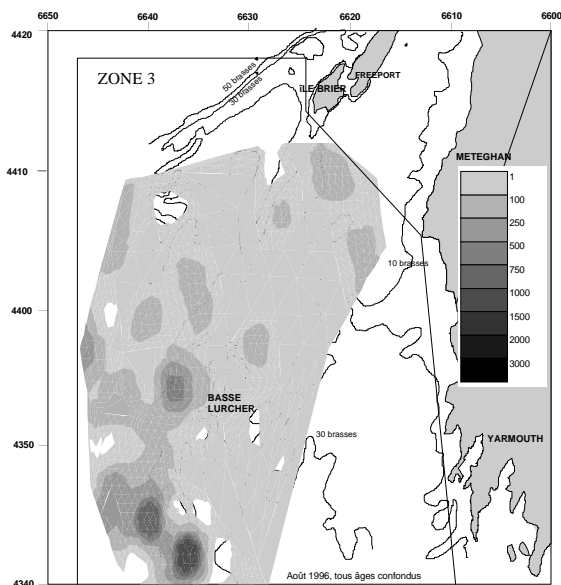 6650 6640 6630 6620 6610 6600
4420
ZONE 3
50 brasses
30 brasses
FREEPORT
ÎLE BRIER
METEGHAN
4410
1
100
250
500
750
1000
1500
2000
3000
10 brasses
4400
BASSE
LURCHER
30 brasses
YARMOUTH
4350
Août 1996, tous âges confondus
4340